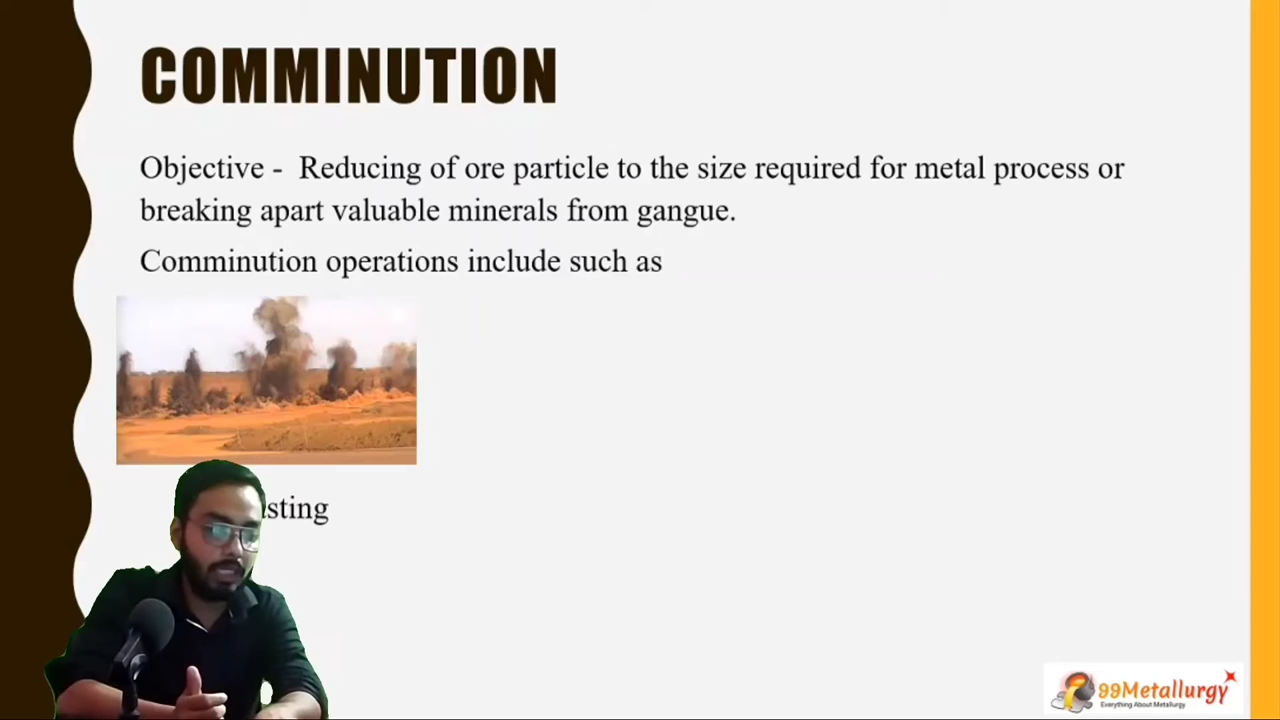 COMMINUTION
Objective - Reducing of ore particle to the size required for metal process or
breaking apart valuable minerals from gangue.
Comminution operations include such as
99Metallurgy
Everything About Metallurgy